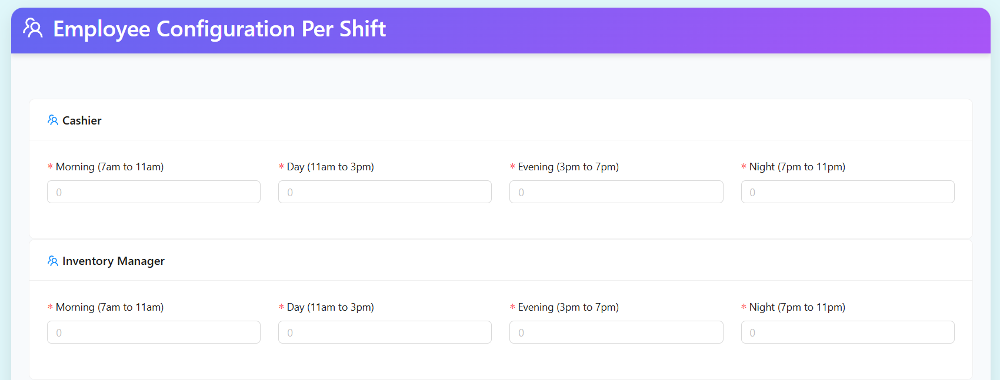 Employee Configuration Per Shift
Cashier
* Morning (7am to 11am) * Day (11am to 3pm) * Evening (3pm to 7pm) * Night (7pm to 11pm)
0 0 0 0
Inventory Manager
* Morning (7am to 11am) * Day (11am to 3pm) * Evening (3pm to 7pm) * Night (7pm to 11pm)
0 0 0 0